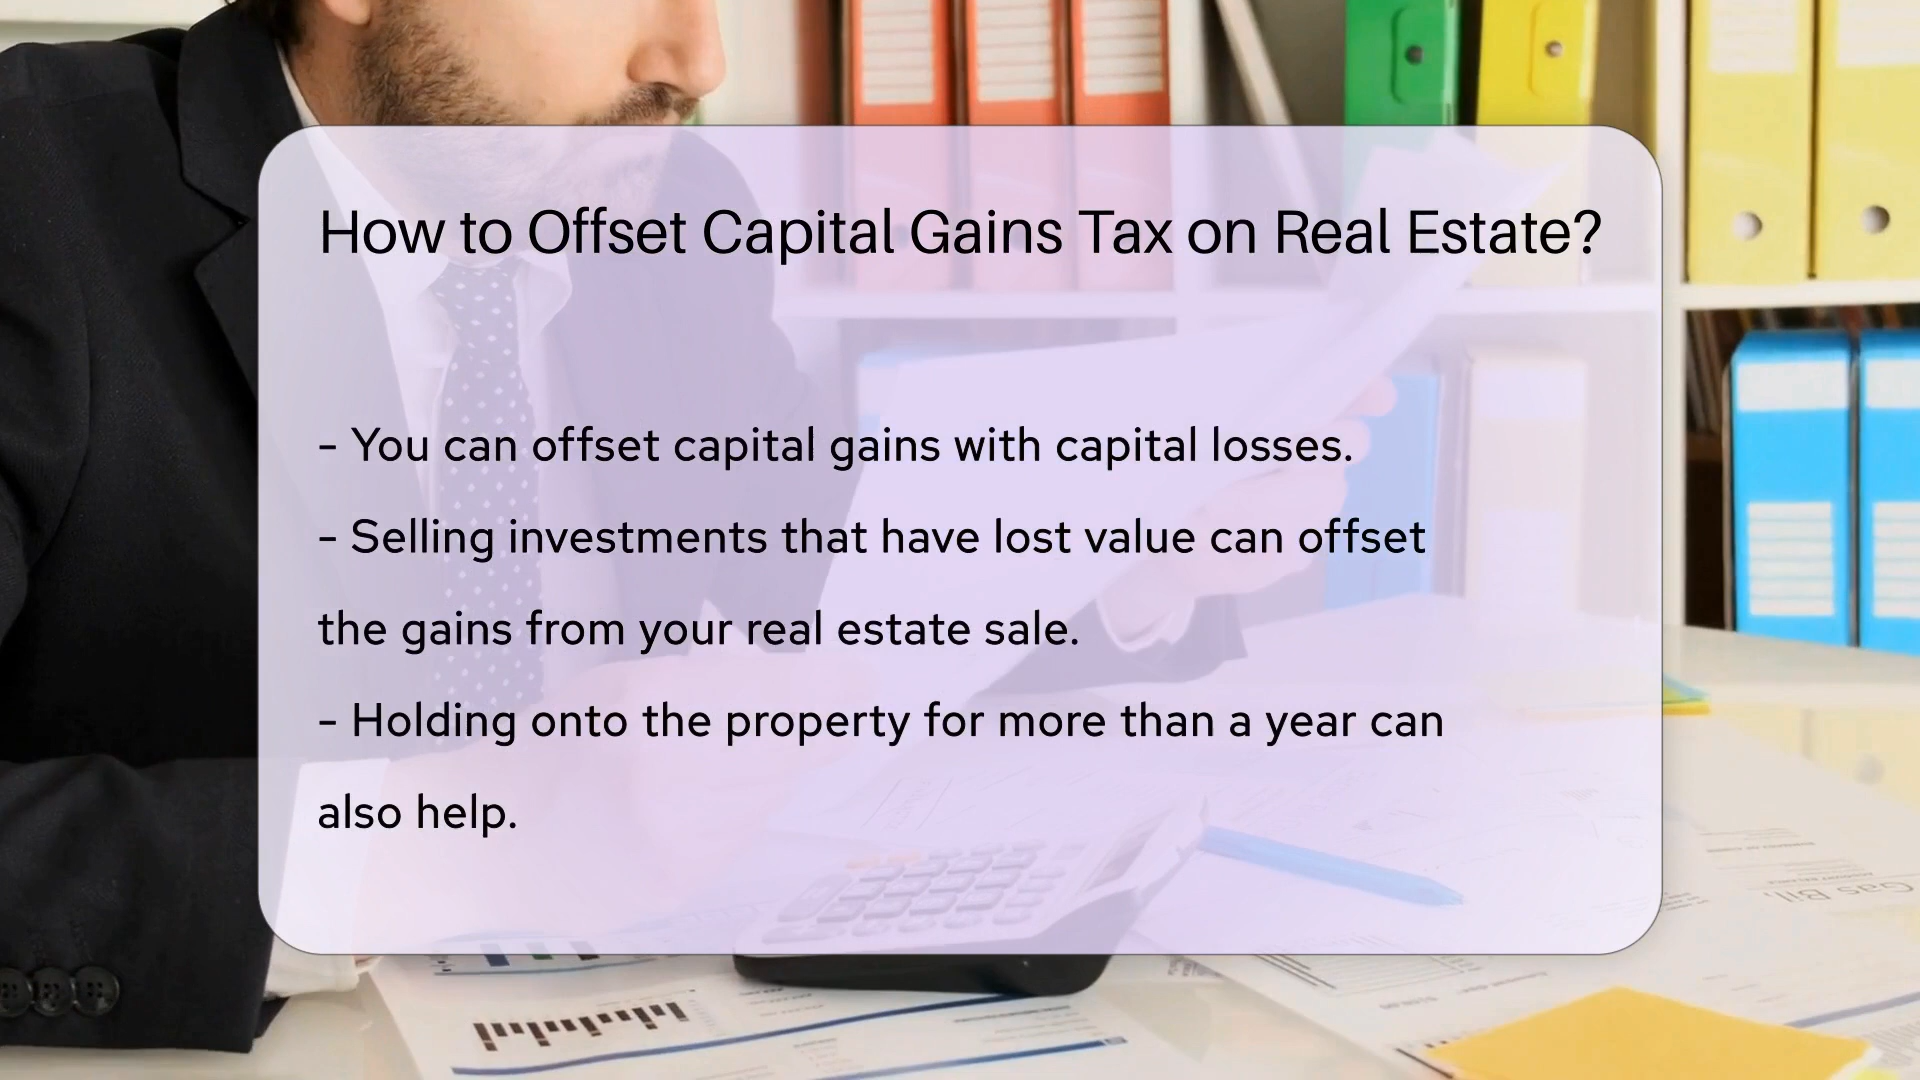 How to Offset Capital Gains Tax on Real Estate?
- You can offset capital gains with capital losses.
- Selling investments that have lost value can offset
the gains from your real estate sale.
- Holding onto the property for more than a year can
also help.
Gas Bill